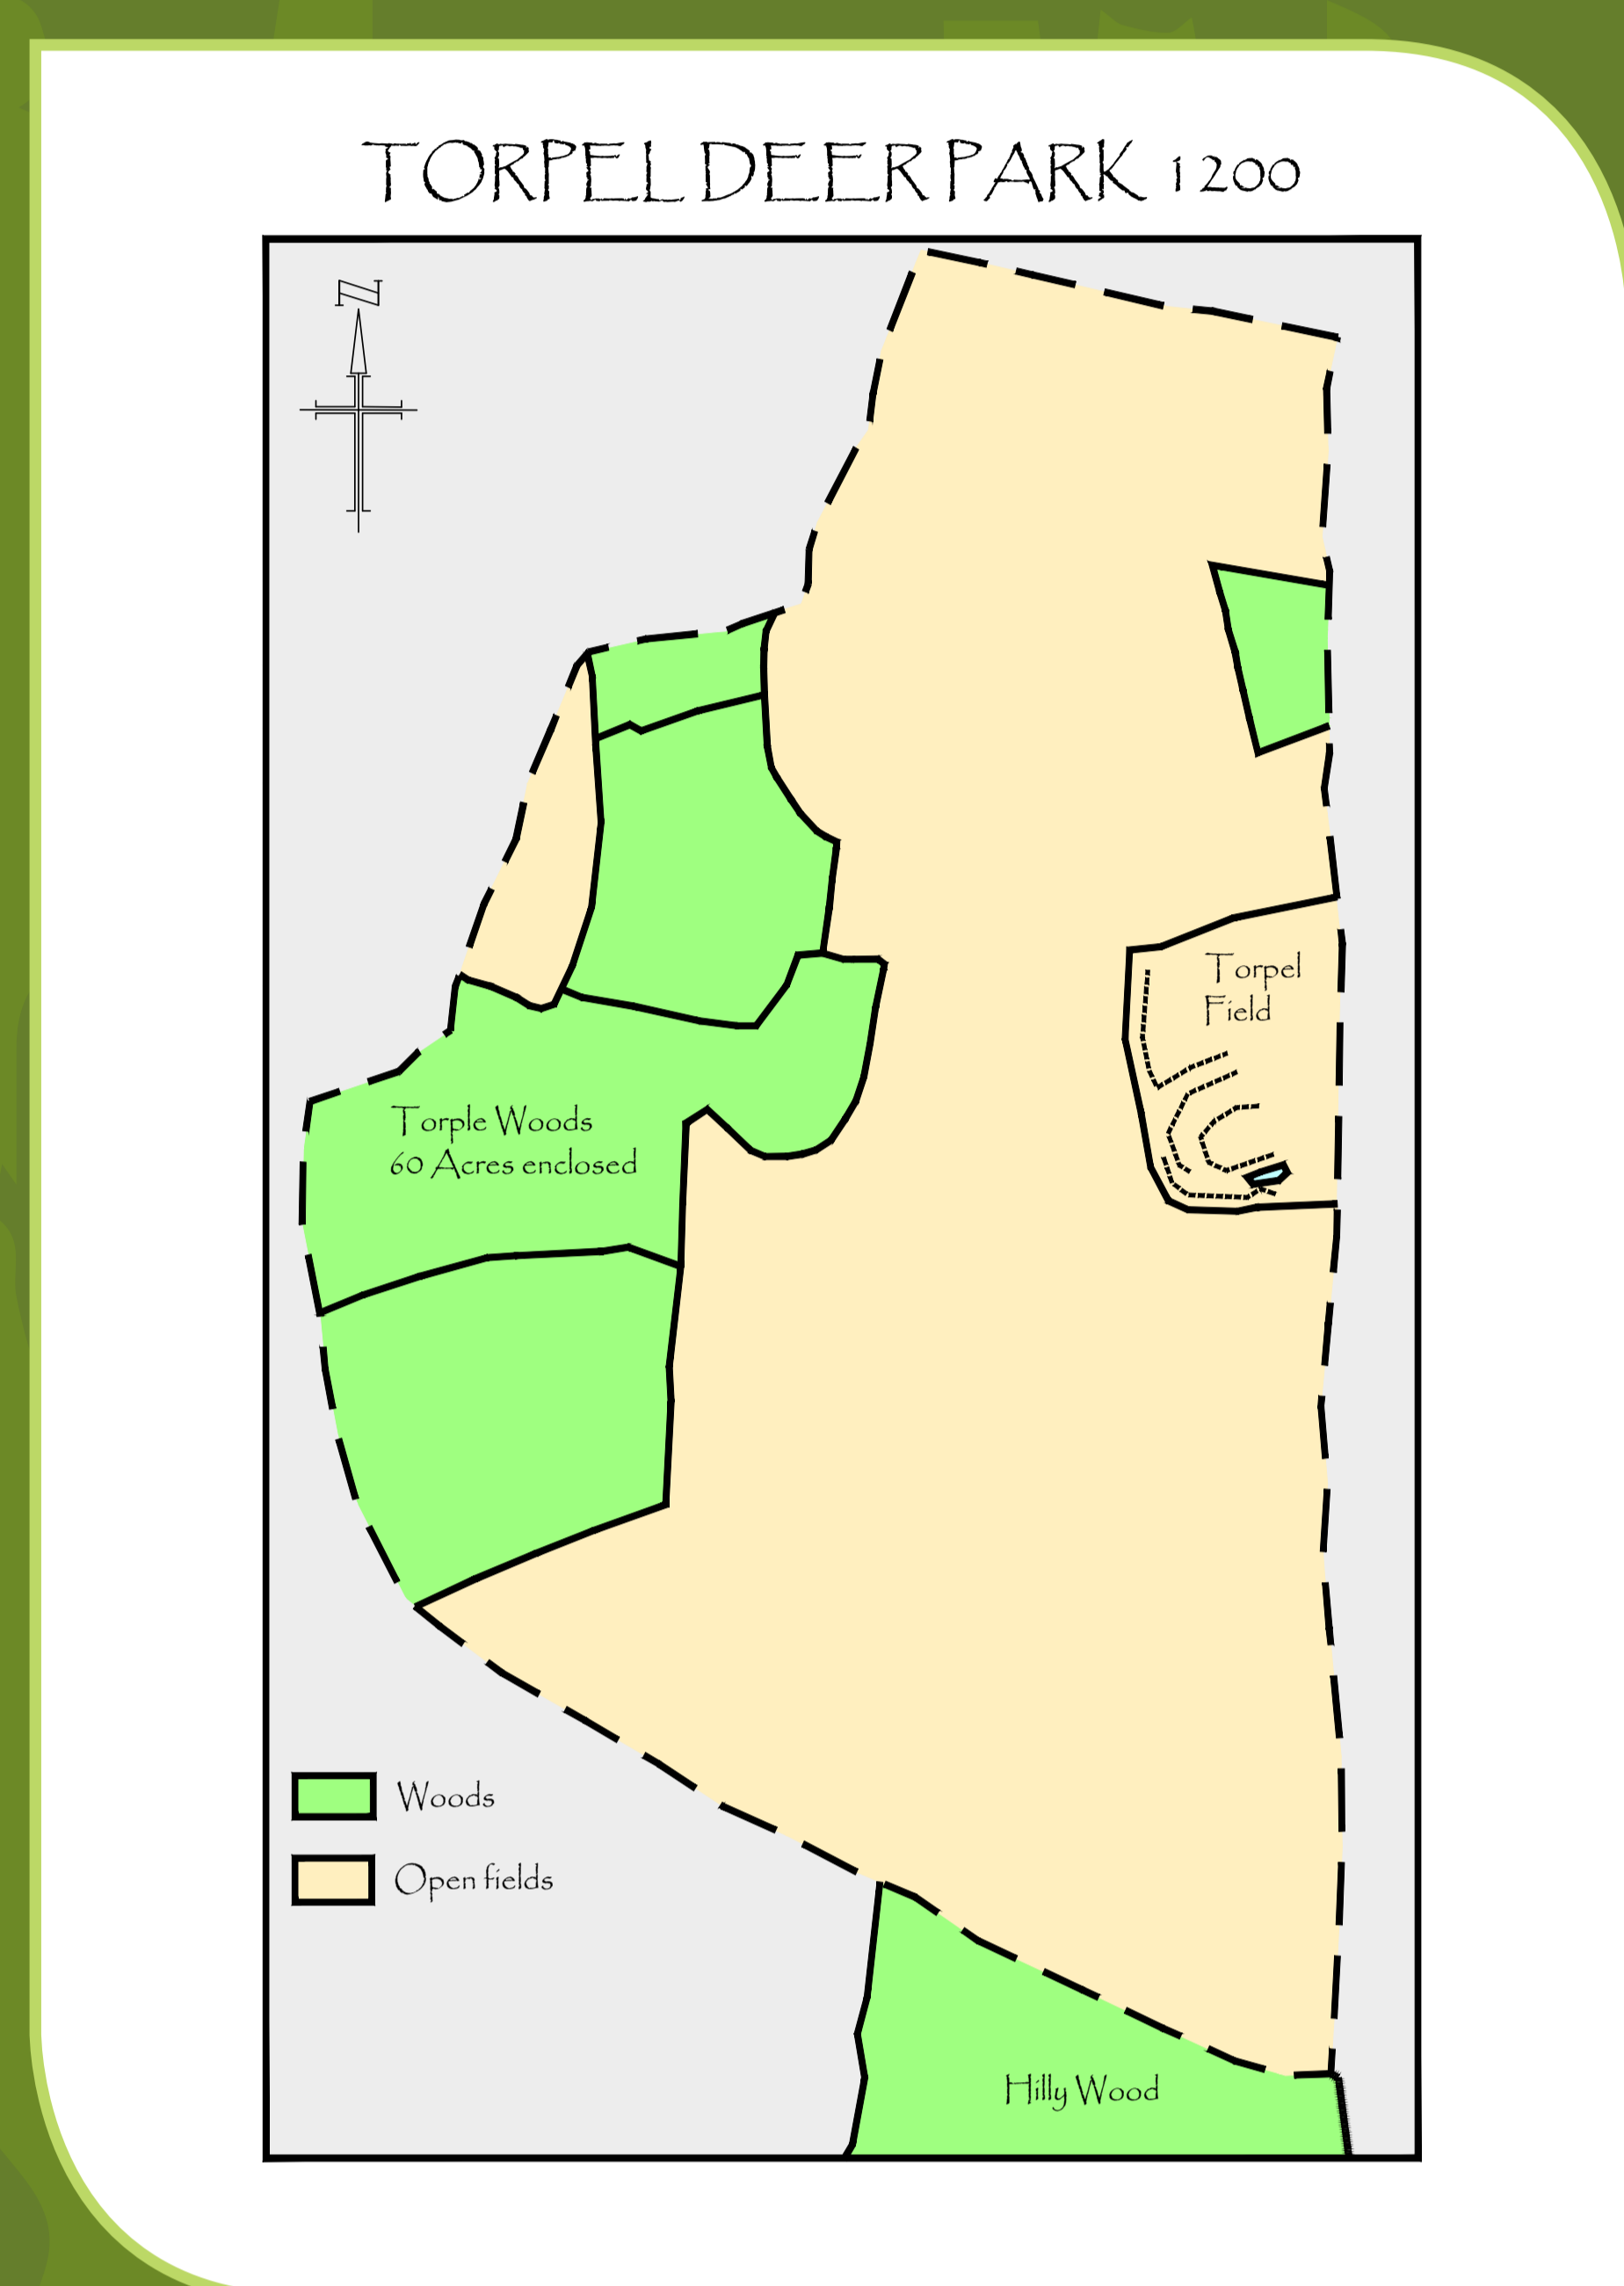 TORPEL DEER PARK 1200
N
Torpel
Field
Torple Woods
60 Acres enclosed
Woods
Open fields
Hilly Wood